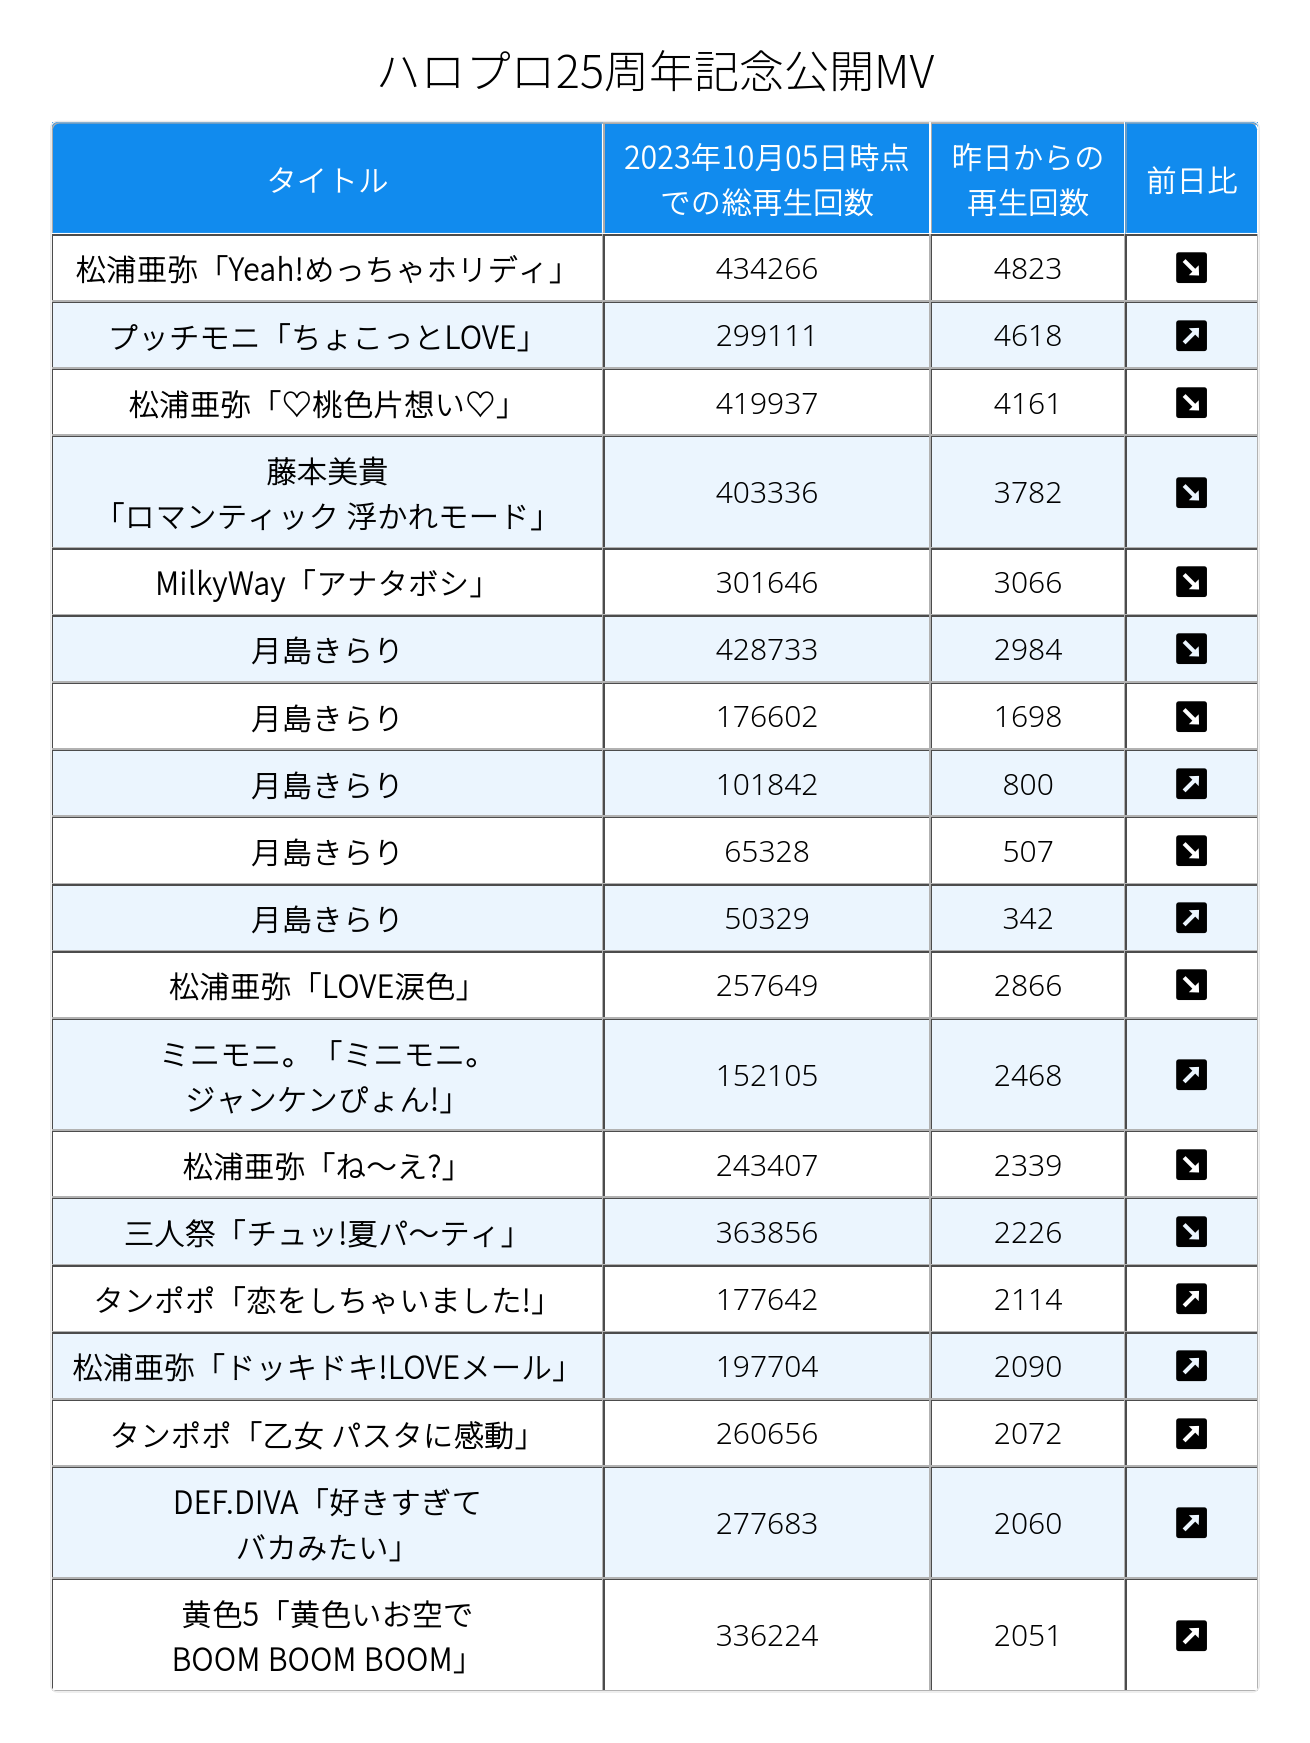 ハロプロ25周年記念公開MV
タイトル
2023年10月05日時点
での総再生回数
昨日からの
再生回数
前日比
松浦亜弥「Yeah!めっちゃホリディ」 434266 4823 ↘
プッチモニ「ちょこっとLOVE」 299111 4618 ↗
松浦亜弥「♡桃色片想い♡」 419937 4161 ↘
藤本美貴
「ロマンティック 浮かれモード」 403336 3782 ↘
MilkyWay「アナタボシ」 301646 3066 ↘
月島きらり 428733 2984 ↘
月島きらり 176602 1698 ↘
月島きらり 101842 800 ↗
月島きらり 65328 507 ↘
月島きらり 50329 342 ↗
松浦亜弥「LOVE涙色」 257649 2866 ↘
ミニモニ。「ミニモニ。
ジャンケンぴょん!」 152105 2468 ↗
松浦亜弥「ね～え?」 243407 2339 ↘
三人祭「チュッ!夏パ～ティ」 363856 2226 ↘
タンポポ「恋をしちゃいました!」 177642 2114 ↗
松浦亜弥「ドッキドキ!LOVEメール」 197704 2090 ↗
タンポポ「乙女 パスタに感動」 260656 2072 ↗
DEF.DIVA「好きすぎて
バカみたい」 277683 2060 ↗
黄色5「黄色いお空で
BOOM BOOM BOOM」 336224 2051 ↗